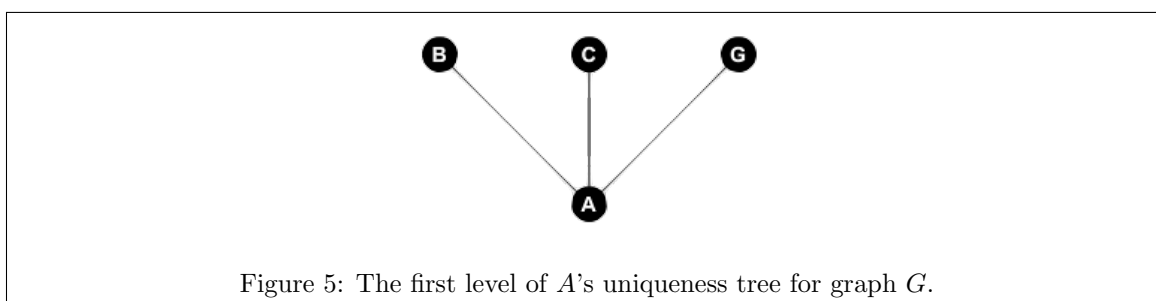 B C G
A
Figure 5: The first level of A's uniqueness tree for graph G.